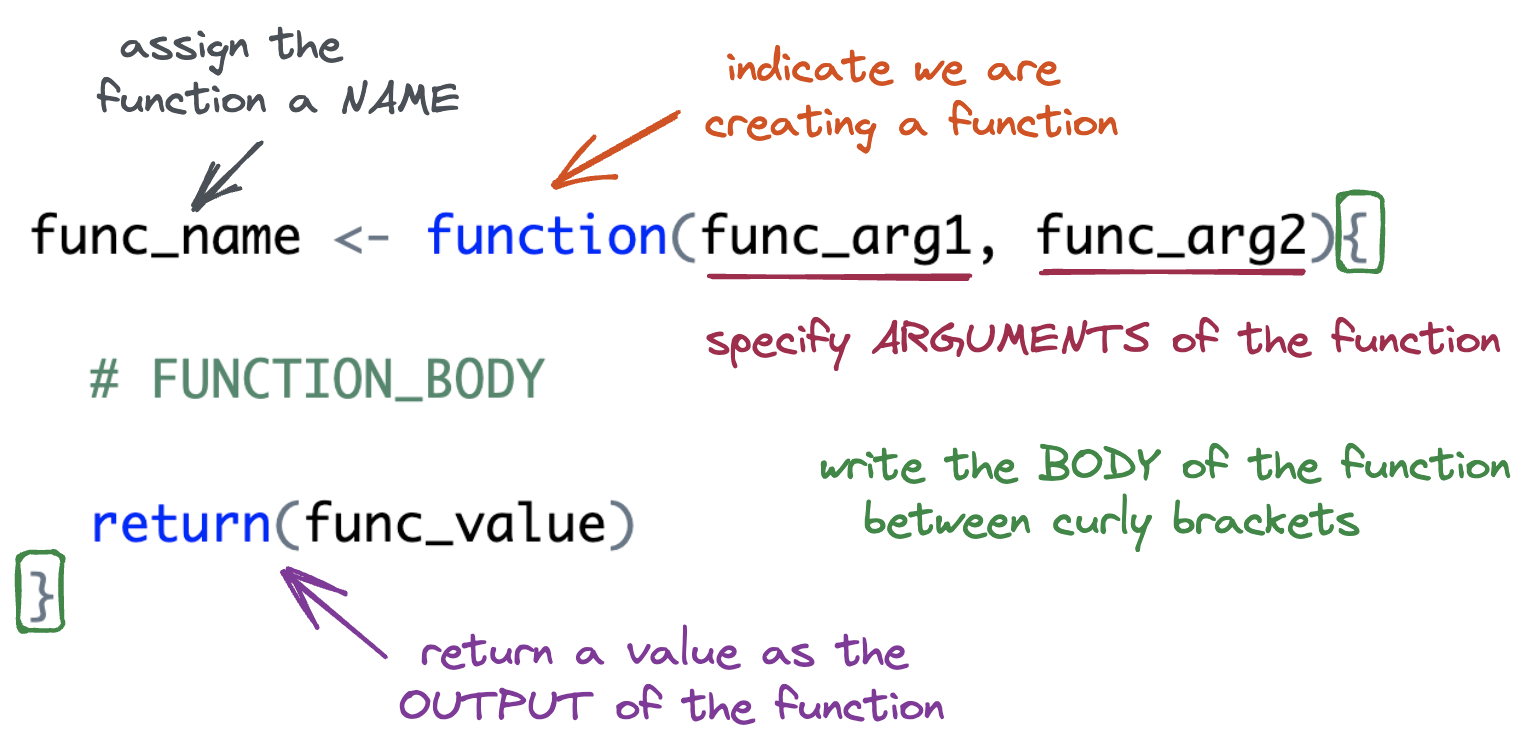 assign the
function a NAME
indicate we are
creating a function
func_name <- function(func_arg1, func_arg2){
specify ARGUMENTS of the function
# FUNCTION_BODY
write the BODY of the function
between curly brackets
return(func_value)
}
return a value as the
OUTPUT of the function